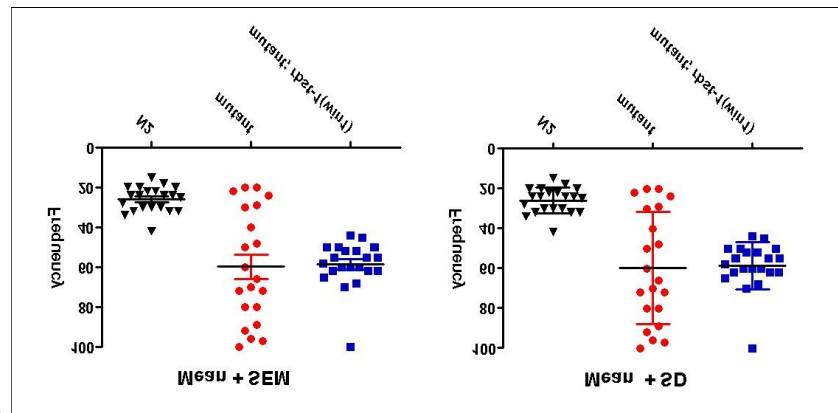 Mean + SEM
Frequency
100
80
60
40
20
0
N2
mutant
mutant;
Mean + SD
Frequency
100
80
60
40
20
0
N2
mutant
mutant;